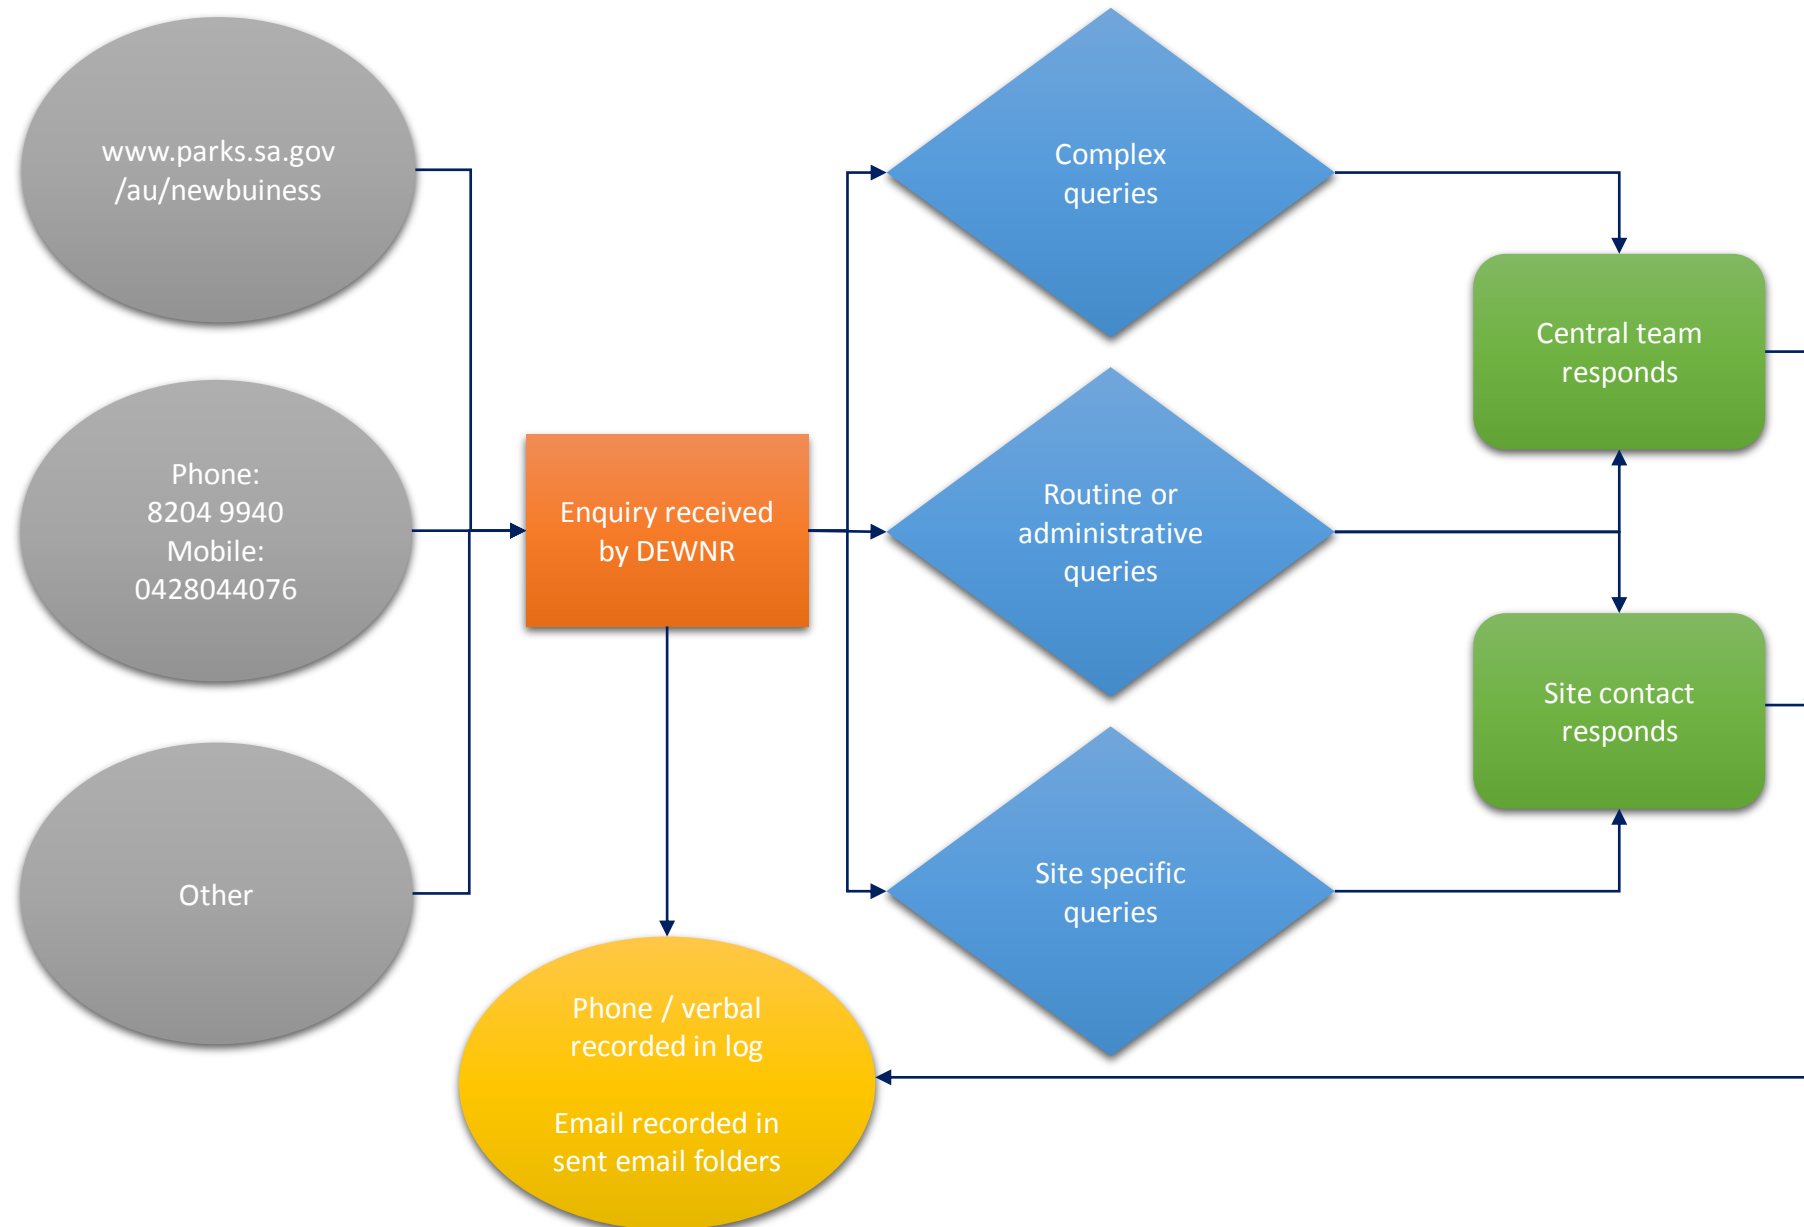 www.parks.sa.gov
/au/newbuiness
Phone:
8204 9940
Mobile:
0428044076
Other
Enquiry received
by DEWNR
Phone / verbal
recorded in log
Email recorded in
sent email folders
Complex
queries
Routine or
administrative
queries
Site specific
queries
Central team
responds
Site contact
responds